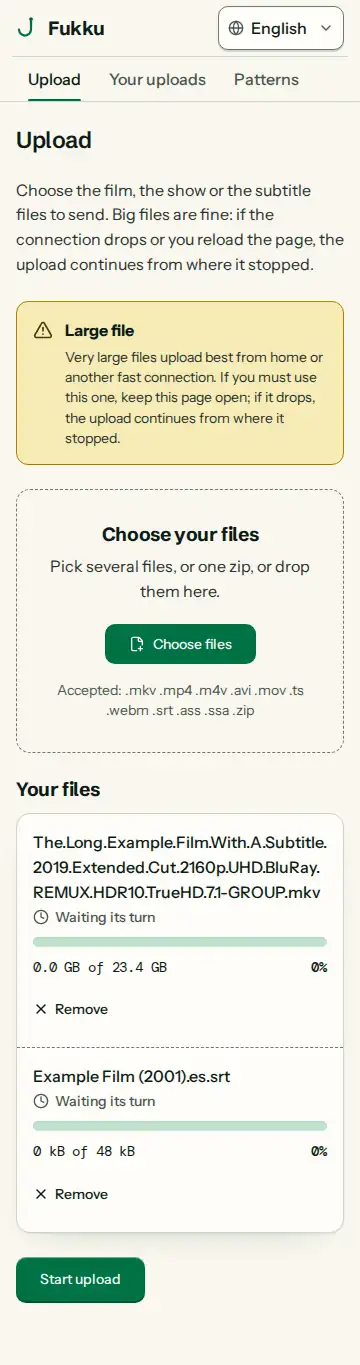 Fukku
English
Upload
Your uploads
Patterns
Upload
Choose the film, the show or the subtitle
files to send. Big files are fine: if the
connection drops or you reload the page, the
upload continues from where it stopped.
Large file
Very large files upload best from home or
another fast connection. If you must use
this one, keep this page open; if it drops,
the upload continues from where it
stopped.
Choose your files
Pick several files, or one zip, or drop
them here.
Choose files
Accepted: .mkv .mp4 .m4v .avi .mov .ts
.webm .srt .ass .ssa .zip
Your files
The.Long.Example.Film.With.A.Subtitle.
2019.Extended.Cut.2160p.UHD.BluRay.
REMUX.HDR10.TrueHD.7.1-GROUP.mkv
Waiting its turn
0.0 GB of 23.4 GB
0%
Remove
Example Film (2001).es.srt
Waiting its turn
0 kB of 48 kB
0%
Remove
Start upload